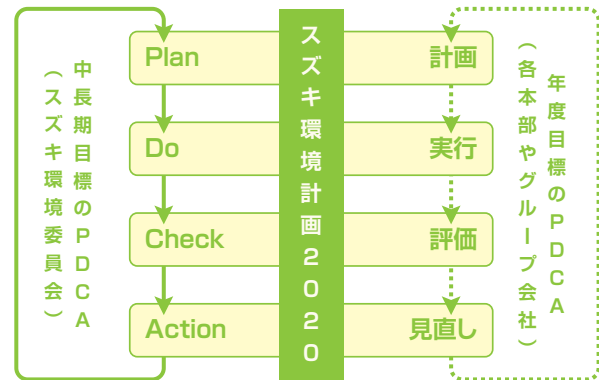 中長期目標のPDCA
（スズキ環境委員会）
Plan
計画
Do
実行
Check
評価
Action
見直し
スズキ環境計画2020
年度目標のPDCA
（各本部やグループ会社）